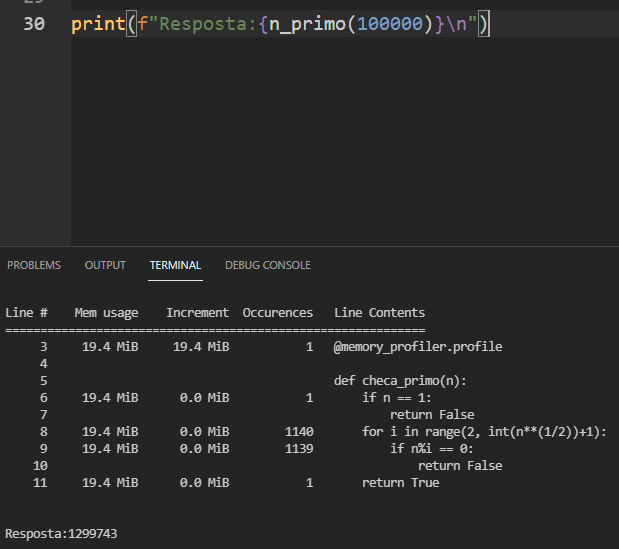 30 print(f"Resposta:{n_primo(100000)}\n")
PROBLEMS OUTPUT TERMINAL DEBUG CONSOLE
Line # Mem usage Increment Occurences Line Contents
============================================================
3 19.4 MiB 19.4 MiB 1 @memory_profiler.profile
4
5 def checa_primo(n):
6 19.4 MiB 0.0 MiB 1 if n == 1:
7 return False
8 19.4 MiB 0.0 MiB 1140 for i in range(2, int(n**(1/2))+1):
9 19.4 MiB 0.0 MiB 1139 if n%i == 0:
10 return False
11 19.4 MiB 0.0 MiB 1 return True
Resposta:1299743